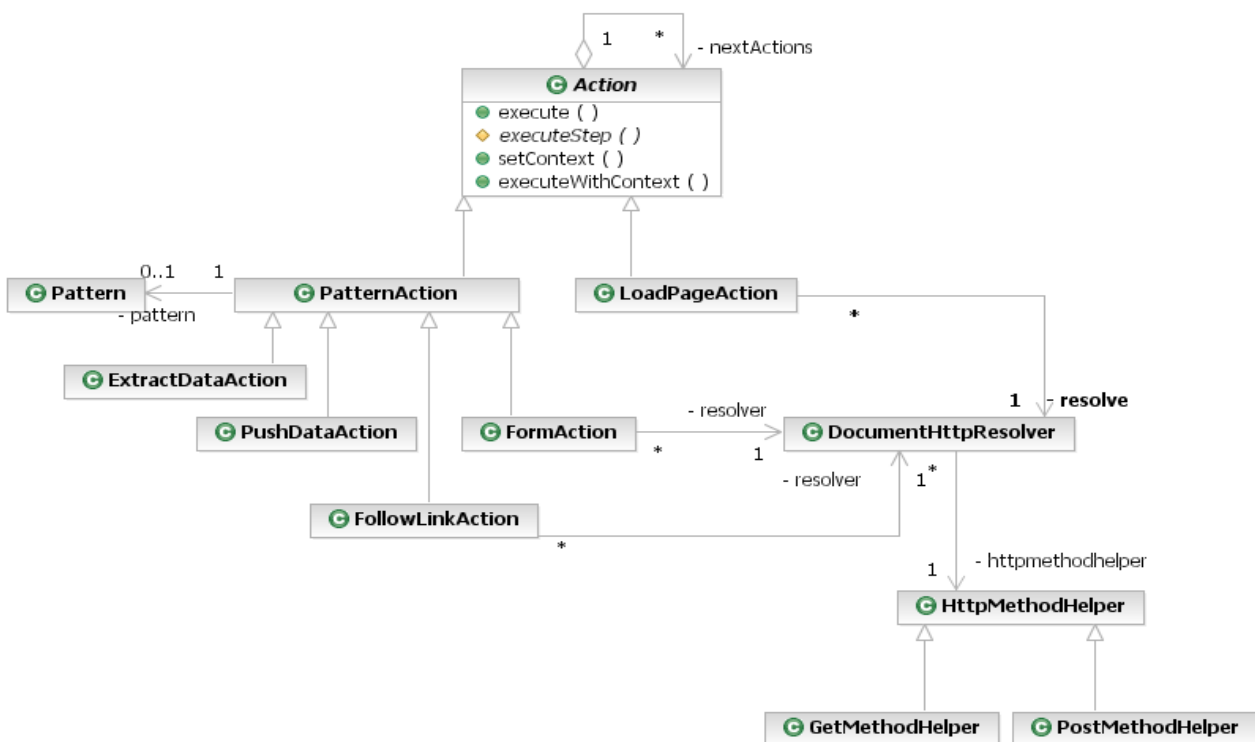 1 *
- nextActions
Action
execute ( )
executeStep ( )
setContext ( )
executeWithContext ( )
0..1 1
Pattern
PatternAction
LoadPageAction
- pattern
*
ExtractDataAction
1 - resolve
- resolver
PushDataAction
FormAction
DocumentHttpResolver
* 1
- resolver 1 *
FollowLinkAction
*
- httpmethodhelper
1
HttpMethodHelper
GetMethodHelper
PostMethodHelper